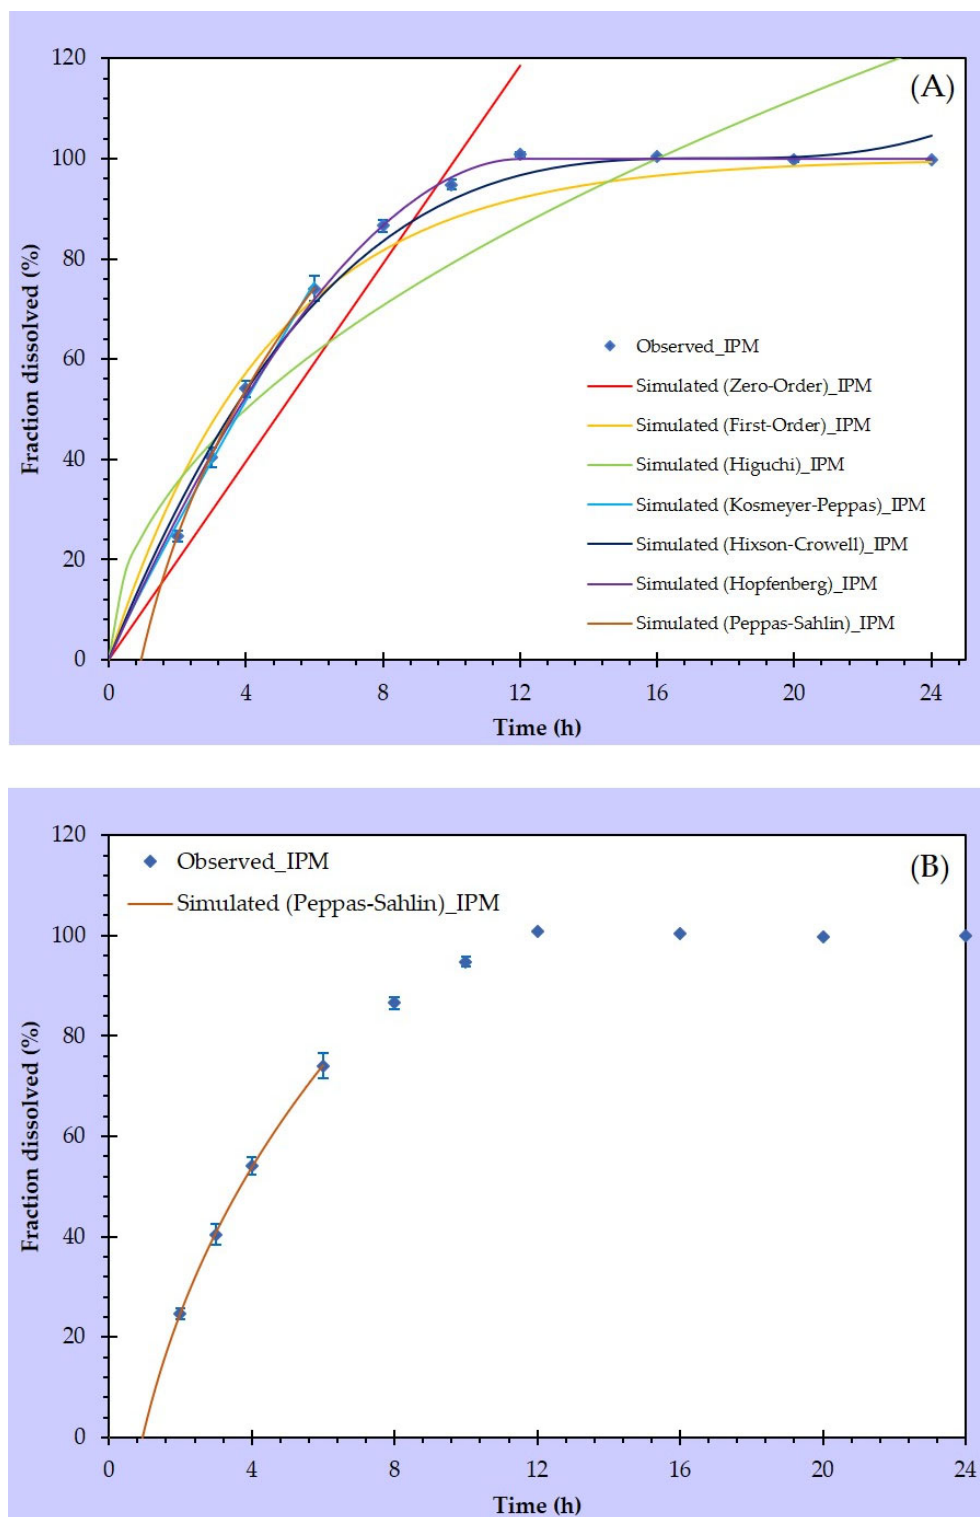 (A)
120
100
80
60
40
20
0
Fraction dissolved (%)
Observed_IPM
Simulated (Zero-Order)_IPM
Simulated (First-Order)_IPM
Simulated (Higuchi)_IPM
Simulated (Kosmeyer-Peppas)_IPM
Simulated (Hixson-Crowell)_IPM
Simulated (Hopfenberg)_IPM
Simulated (Peppas-Sahlin)_IPM
0 4 8 12 16 20 24
Time (h)
(B)
120
100
80
60
40
20
0
Fraction dissolved (%)
Observed_IPM
Simulated (Peppas-Sahlin)_IPM
0 4 8 12 16 20 24
Time (h)